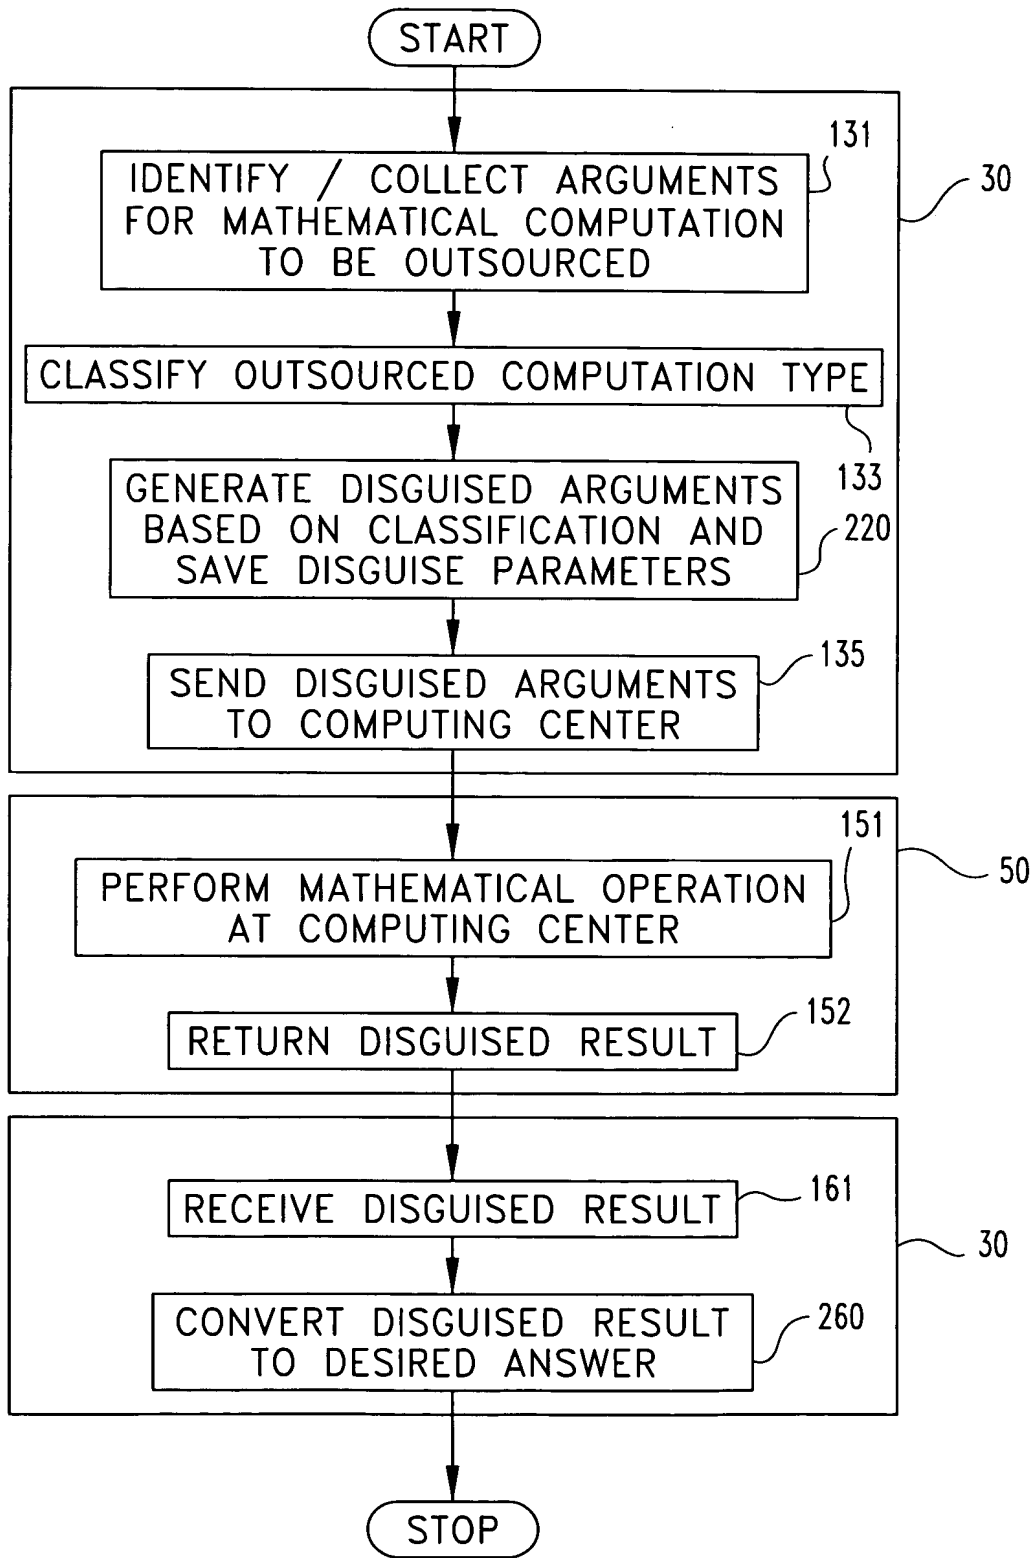 START
131
IDENTIFY / COLLECT ARGUMENTS
FOR MATHEMATICAL COMPUTATION
TO BE OUTSOURCED
30
CLASSIFY OUTSOURCED COMPUTATION TYPE
133
GENERATE DISGUISED ARGUMENTS
BASED ON CLASSIFICATION AND
SAVE DISGUISE PARAMETERS
220
135
SEND DISGUISED ARGUMENTS
TO COMPUTING CENTER
151
PERFORM MATHEMATICAL OPERATION
AT COMPUTING CENTER
50
152
RETURN DISGUISED RESULT
161
RECEIVE DISGUISED RESULT
30
260
CONVERT DISGUISED RESULT
TO DESIRED ANSWER
STOP